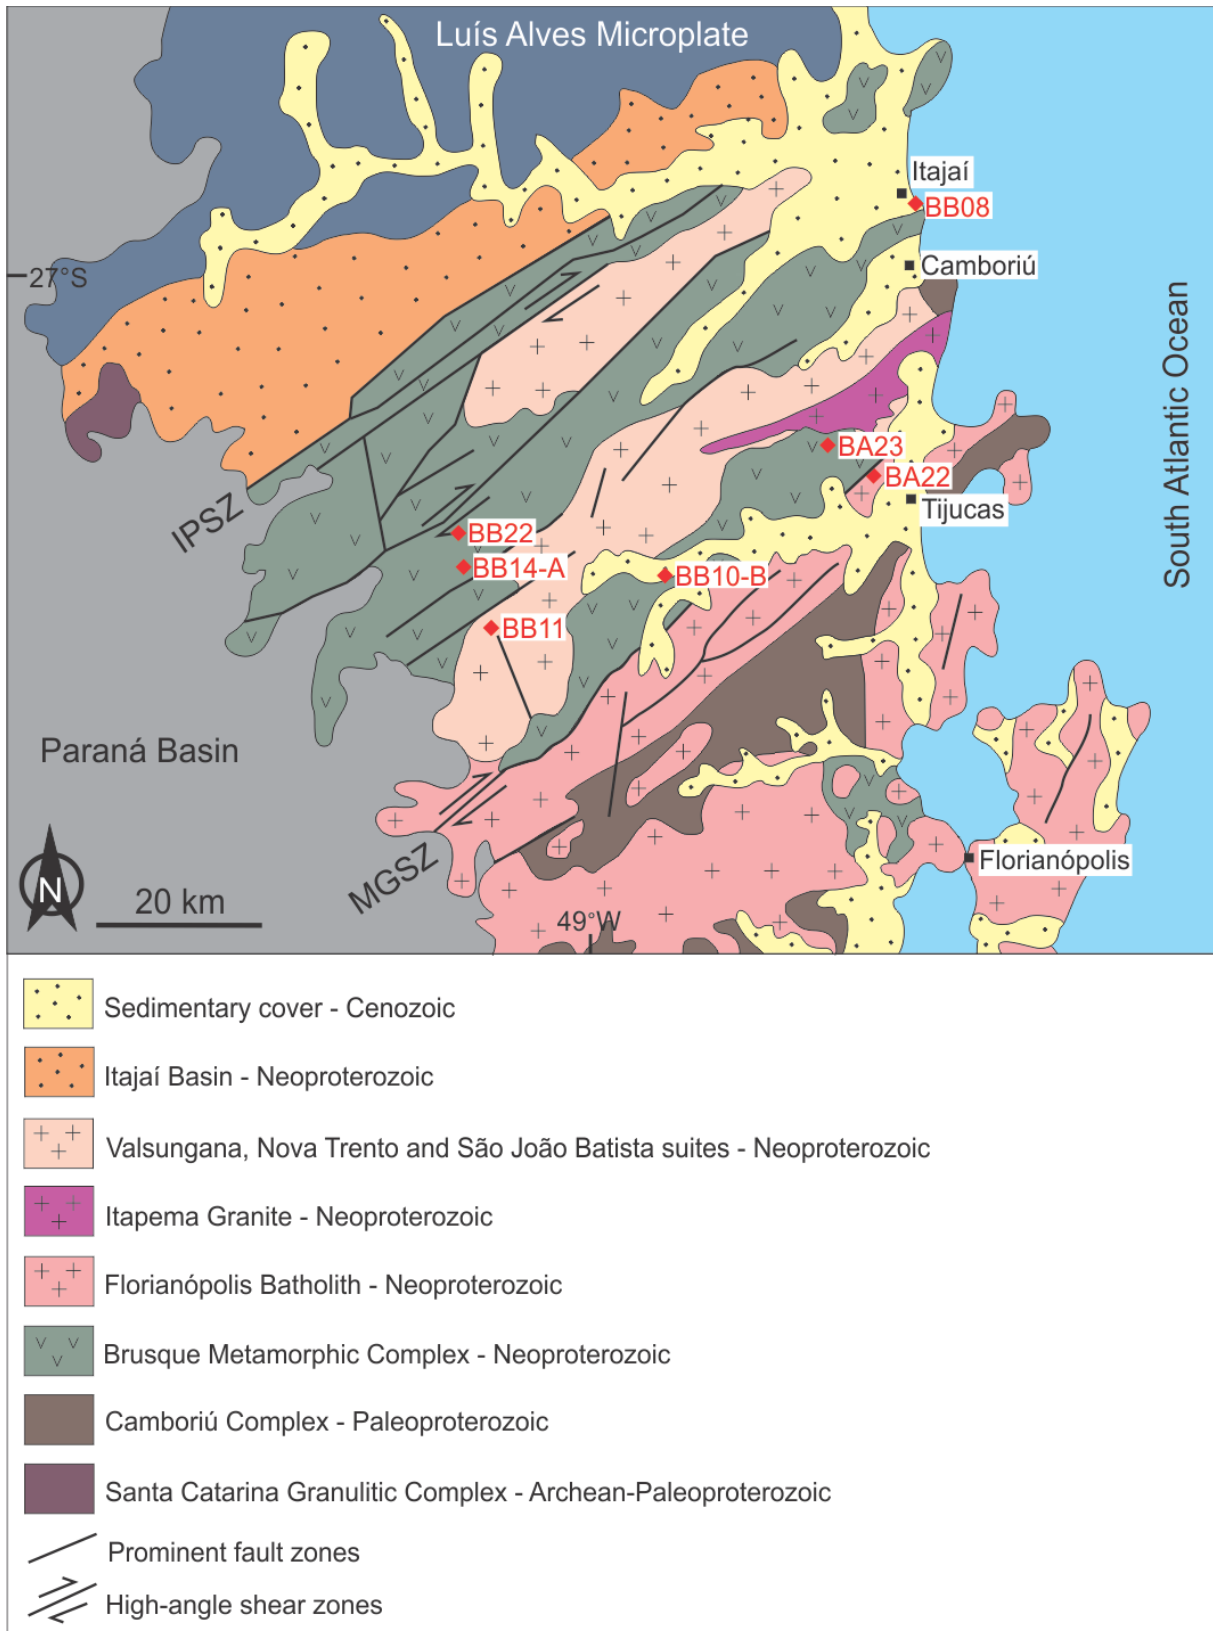 Luís Alves Microplate
Itajaí
BB08
27°S
Camboriú
South Atlantic Ocean
BA23
BA22
Tijucas
IPSZ
BB22
BB14-A
BB10-B
BB11
Paraná Basin
MGSZ
Florianópolis
N
20 km
49°W
Sedimentary cover - Cenozoic
Itajaí Basin - Neoproterozoic
Valsungana, Nova Trento and São João Batista suites - Neoproterozoic
Itapema Granite - Neoproterozoic
Florianópolis Batholith - Neoproterozoic
Brusque Metamorphic Complex - Neoproterozoic
Camboriú Complex - Paleoproterozoic
Santa Catarina Granulitic Complex - Archean-Paleoproterozoic
Prominent fault zones
High-angle shear zones